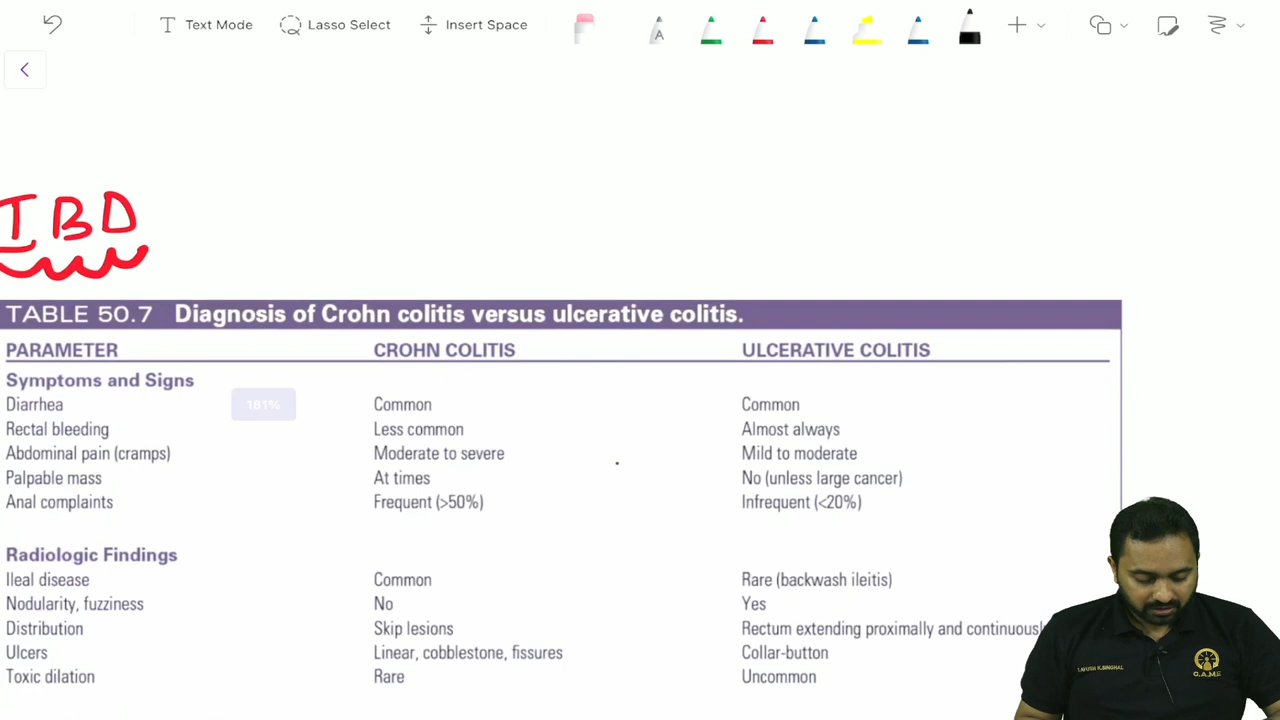 Text Mode Lasso Select Insert Space
A
IBD
TABLE 50.7 Diagnosis of Crohn colitis versus ulcerative colitis.
PARAMETER CROHN COLITIS ULCERATIVE COLITIS
Symptoms and Signs
Diarrhea 181% Common Common
Rectal bleeding Less common Almost always
Abdominal pain (cramps) Moderate to severe Mild to moderate
Palpable mass At times No (unless large cancer)
Anal complaints Frequent (>50%) Infrequent (<20%)
Radiologic Findings
Ileal disease Common Rare (backwash ileitis)
Nodularity, fuzziness No Yes
Distribution Skip lesions Rectum extending proximally and
Ulcers Linear, cobblestone, fissures Collar-button
Toxic dilation Rare Uncommon
G.A.M.E